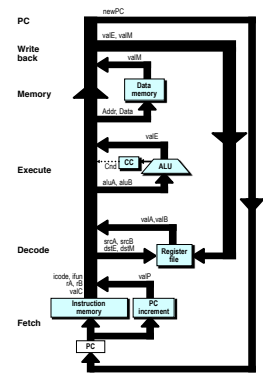 newPC
PC
valE, valM
Write
back
valM
Data
memory
Memory
Addr, Data
valE
Cnd
CC
ALU
Execute
aluA, aluB
valA,valB
srcA, srcB
dstE, dstM
Register
file
Decode
icode, ifun
rA, rB
valC
valP
Instruction
memory
PC
increment
Fetch
PC